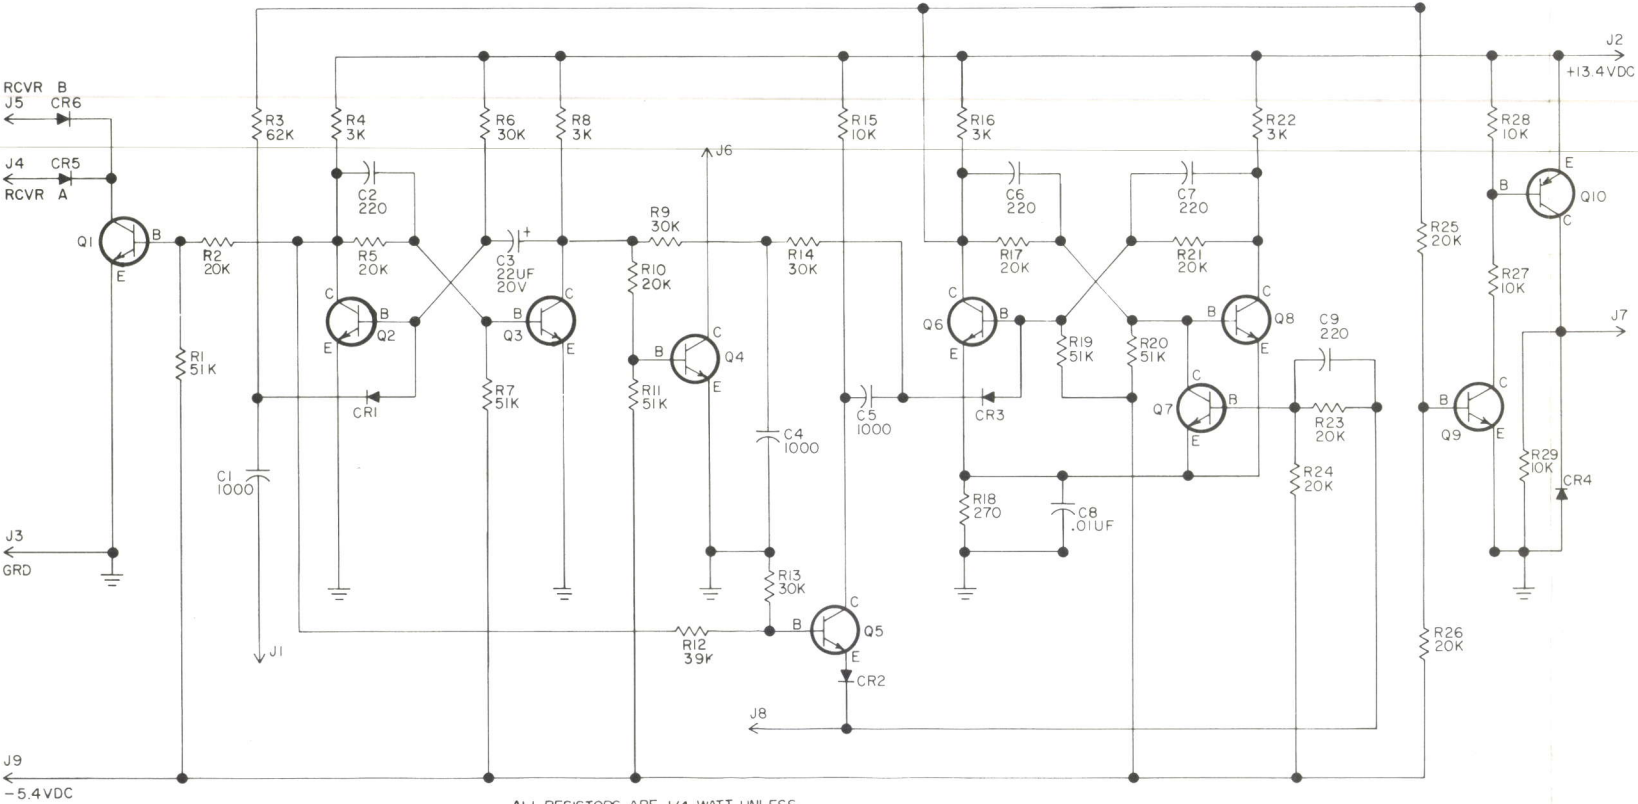 J2
+13.4VDC
RCVR B
J5 CR6
R3
62K
R4
3K
R6
30K
R8
3K
R15
10K
R16
3K
R22
3K
R28
10K
J4 CR5
RCVR A
J6
C2
220
C6
220
C7
220
E
B
Q10
C
Q1
B
E
R2
20K
R5
20K
C3
22UF
20V
+
R9
30K
R14
30K
R17
20K
R21
20K
R25
20K
R10
20K
R27
10K
C
B
Q2
E
C
B
Q3
E
C
Q6
B
E
C
B
Q8
E
C9
220
J7
R1
51K
C
B
Q4
E
R19
51K
R20
51K
CR1
R7
51K
R11
51K
C5
1000
CR3
C
Q7
B
E
R23
20K
C
B
Q9
E
C4
1000
C1
1000
R18
270
C8
.01UF
R24
20K
R29
10K
CR4
J3
GRD
R13
30K
C
B
Q5
E
R12
39K
R26
20K
J1
CR2
J8
J9
-5.4VDC